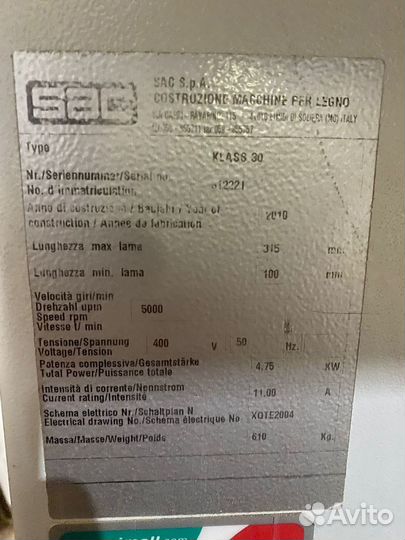 SAC
SAC S.p.A.
COSTRUZIONE MACCHINE PER LEGNO
Type KLASS 30
Nr./Seriennummer/Serial no.
No. d'immatriculation
Anno di costruzione / Baujahr / Year of
construction / Année de fabrication 2010
Lunghezza max lama 315 mm.
Lunghezza min. lama 100 mm
Velocità giri/min
Drehzahl upm 5000
Speed rpm
Vitesse t/ min
Tensione/Spannung 400 V 50 Hz.
Voltage/Tension
Potenza complessiva/Gesamtstärke 4,75 KW
Total Power/Puissance totale
Intensità di corrente/Nennstrom 11.00 A
Current rating/Intensité
Schema elettrico Nr./Schaltplan N
Electrical drawing No./Schema électrique No XQTE2004
Massa/Masse/Weight/Poids 610 Kg.
Avito